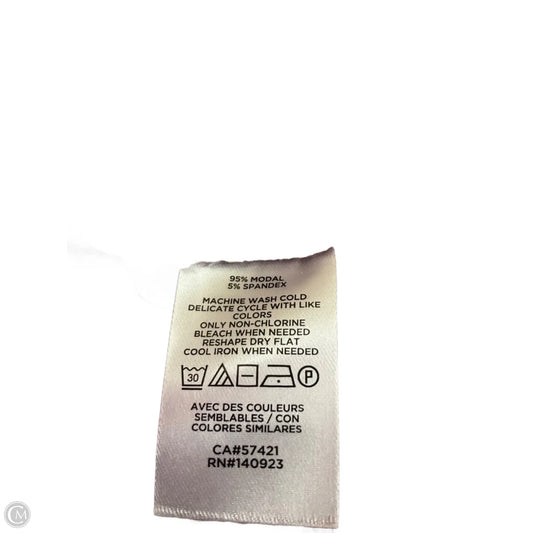 95% MODAL
5% SPANDEX
MACHINE WASH COLD
DELICATE CYCLE WITH LIKE
COLORS
ONLY NON-CHLORINE
BLEACH WHEN NEEDED
RESHAPE DRY FLAT
COOL IRON WHEN NEEDED
30 P
AVEC DES COULEURS
SEMBLABLES / CON
COLORES SIMILARES
CA#57421
RN#140923
CM